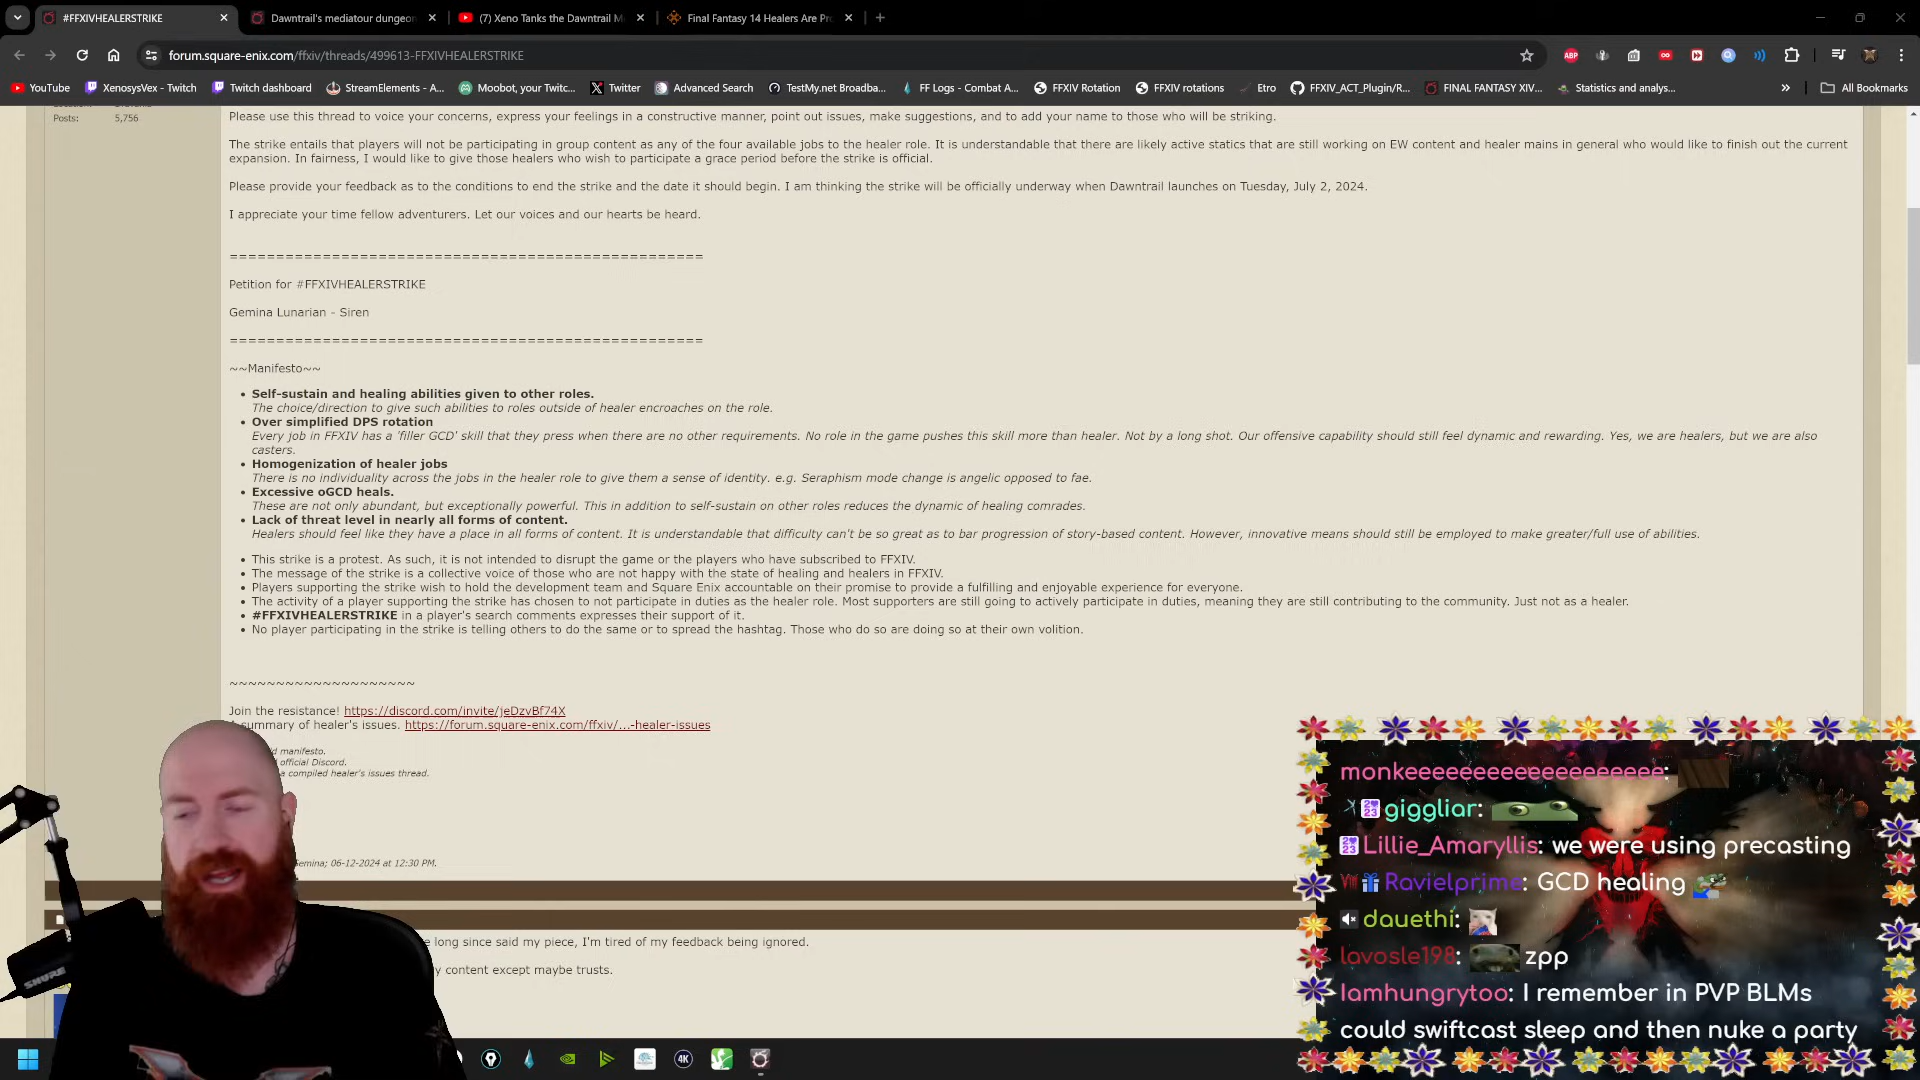 #FFXIVHEALERSTRIKE
Dawntrail's mediatour dungeon
(7) Xeno Tanks the Dawntrail M
Final Fantasy 14 Healers Are Pr
forum.square-enix.com/ffxiv/threads/499613-FFXIVHEALERSTRIKE
YouTube
XenosysVex - Twitch
Twitch dashboard
StreamElements - A...
Moobot, your Twitc...
Twitter
Advanced Search
TestMy.net Broadba...
FF Logs - Combat A...
FFXIV Rotation
FFXIV rotations
Etro
FFXIV_ACT_Plugin/R...
FINAL FANTASY XIV...
Statistics and analys...
All Bookmarks
Posts: 5,756
Please use this thread to voice your concerns, express your feelings in a constructive manner, point out issues, make suggestions, and to add your name to those who will be striking.
The strike entails that players will not be participating in group content as any of the four available jobs to the healer role. It is understandable that there are likely active statics that are still working on EW content and healer mains in general who would like to finish out the current
expansion. In fairness, I would like to give those healers who wish to participate a grace period before the strike is official.
Please provide your feedback as to the conditions to end the strike and the date it should begin. I am thinking the strike will be officially underway when Dawntrail launches on Tuesday, July 2, 2024.
I appreciate your time fellow adventurers. Let our voices and our hearts be heard.
==================================================
Petition for #FFXIVHEALERSTRIKE
Gemina Lunarian - Siren
==================================================
~~Manifesto~~
• Self-sustain and healing abilities given to other roles.
The choice/direction to give such abilities to roles outside of healer encroaches on the role.
• Over simplified DPS rotation
Every job in FFXIV has a 'filler GCD' skill that they press when there are no other requirements. No role in the game pushes this skill more than healer. Not by a long shot. Our offensive capability should still feel dynamic and rewarding. Yes, we are healers, but we are also
casters.
• Homogenization of healer jobs
There is no individuality across the jobs in the healer role to give them a sense of identity. e.g. Seraphism mode change is angelic opposed to fae.
• Excessive oGCD heals.
These are not only abundant, but exceptionally powerful. This in addition to self-sustain on other roles reduces the dynamic of healing comrades.
• Lack of threat level in nearly all forms of content.
Healers should feel like they have a place in all forms of content. It is understandable that difficulty can't be so great as to bar progression of story-based content. However, innovative means should still be employed to make greater/full use of abilities.
• This strike is a protest. As such, it is not intended to disrupt the game or the players who have subscribed to FFXIV.
• The message of the strike is a collective voice of those who are not happy with the state of healing and healers in FFXIV.
• Players supporting the strike wish to hold the development team and Square Enix accountable on their promise to provide a fulfilling and enjoyable experience for everyone.
• The activity of a player supporting the strike has chosen to not participate in duties as the healer role. Most supporters are still going to actively participate in duties, meaning they are still contributing to the community. Just not as a healer.
• #FFXIVHEALERSTRIKE in a player's search comments expresses their support of it.
• No player participating in the strike is telling others to do the same or to spread the hashtag. Those who do so are doing so at their own volition.
~~~~~~~~~~~~~~~~~~~~
Join the resistance! https://discord.com/invite/jeDzvBf74X
summary of healer's issues. https://forum.square-enix.com/ffxiv/...-healer-issues
manifesto.
official Discord.
a compiled healer's issues thread.
emina; 06-12-2024 at 12:30 PM.
long since said my piece, I'm tired of my feedback being ignored.
content except maybe trusts.
SHURE
monkeeeeeeeeeeeeeeeeeeee:
giggliar:
Lillie_Amaryllis: we were using precasting
Ravielprime: GCD healing
dauethi:
lavosle198: zpp
Iamhungrytoo: I remember in PVP BLMs
could swiftcast sleep and then nuke a party